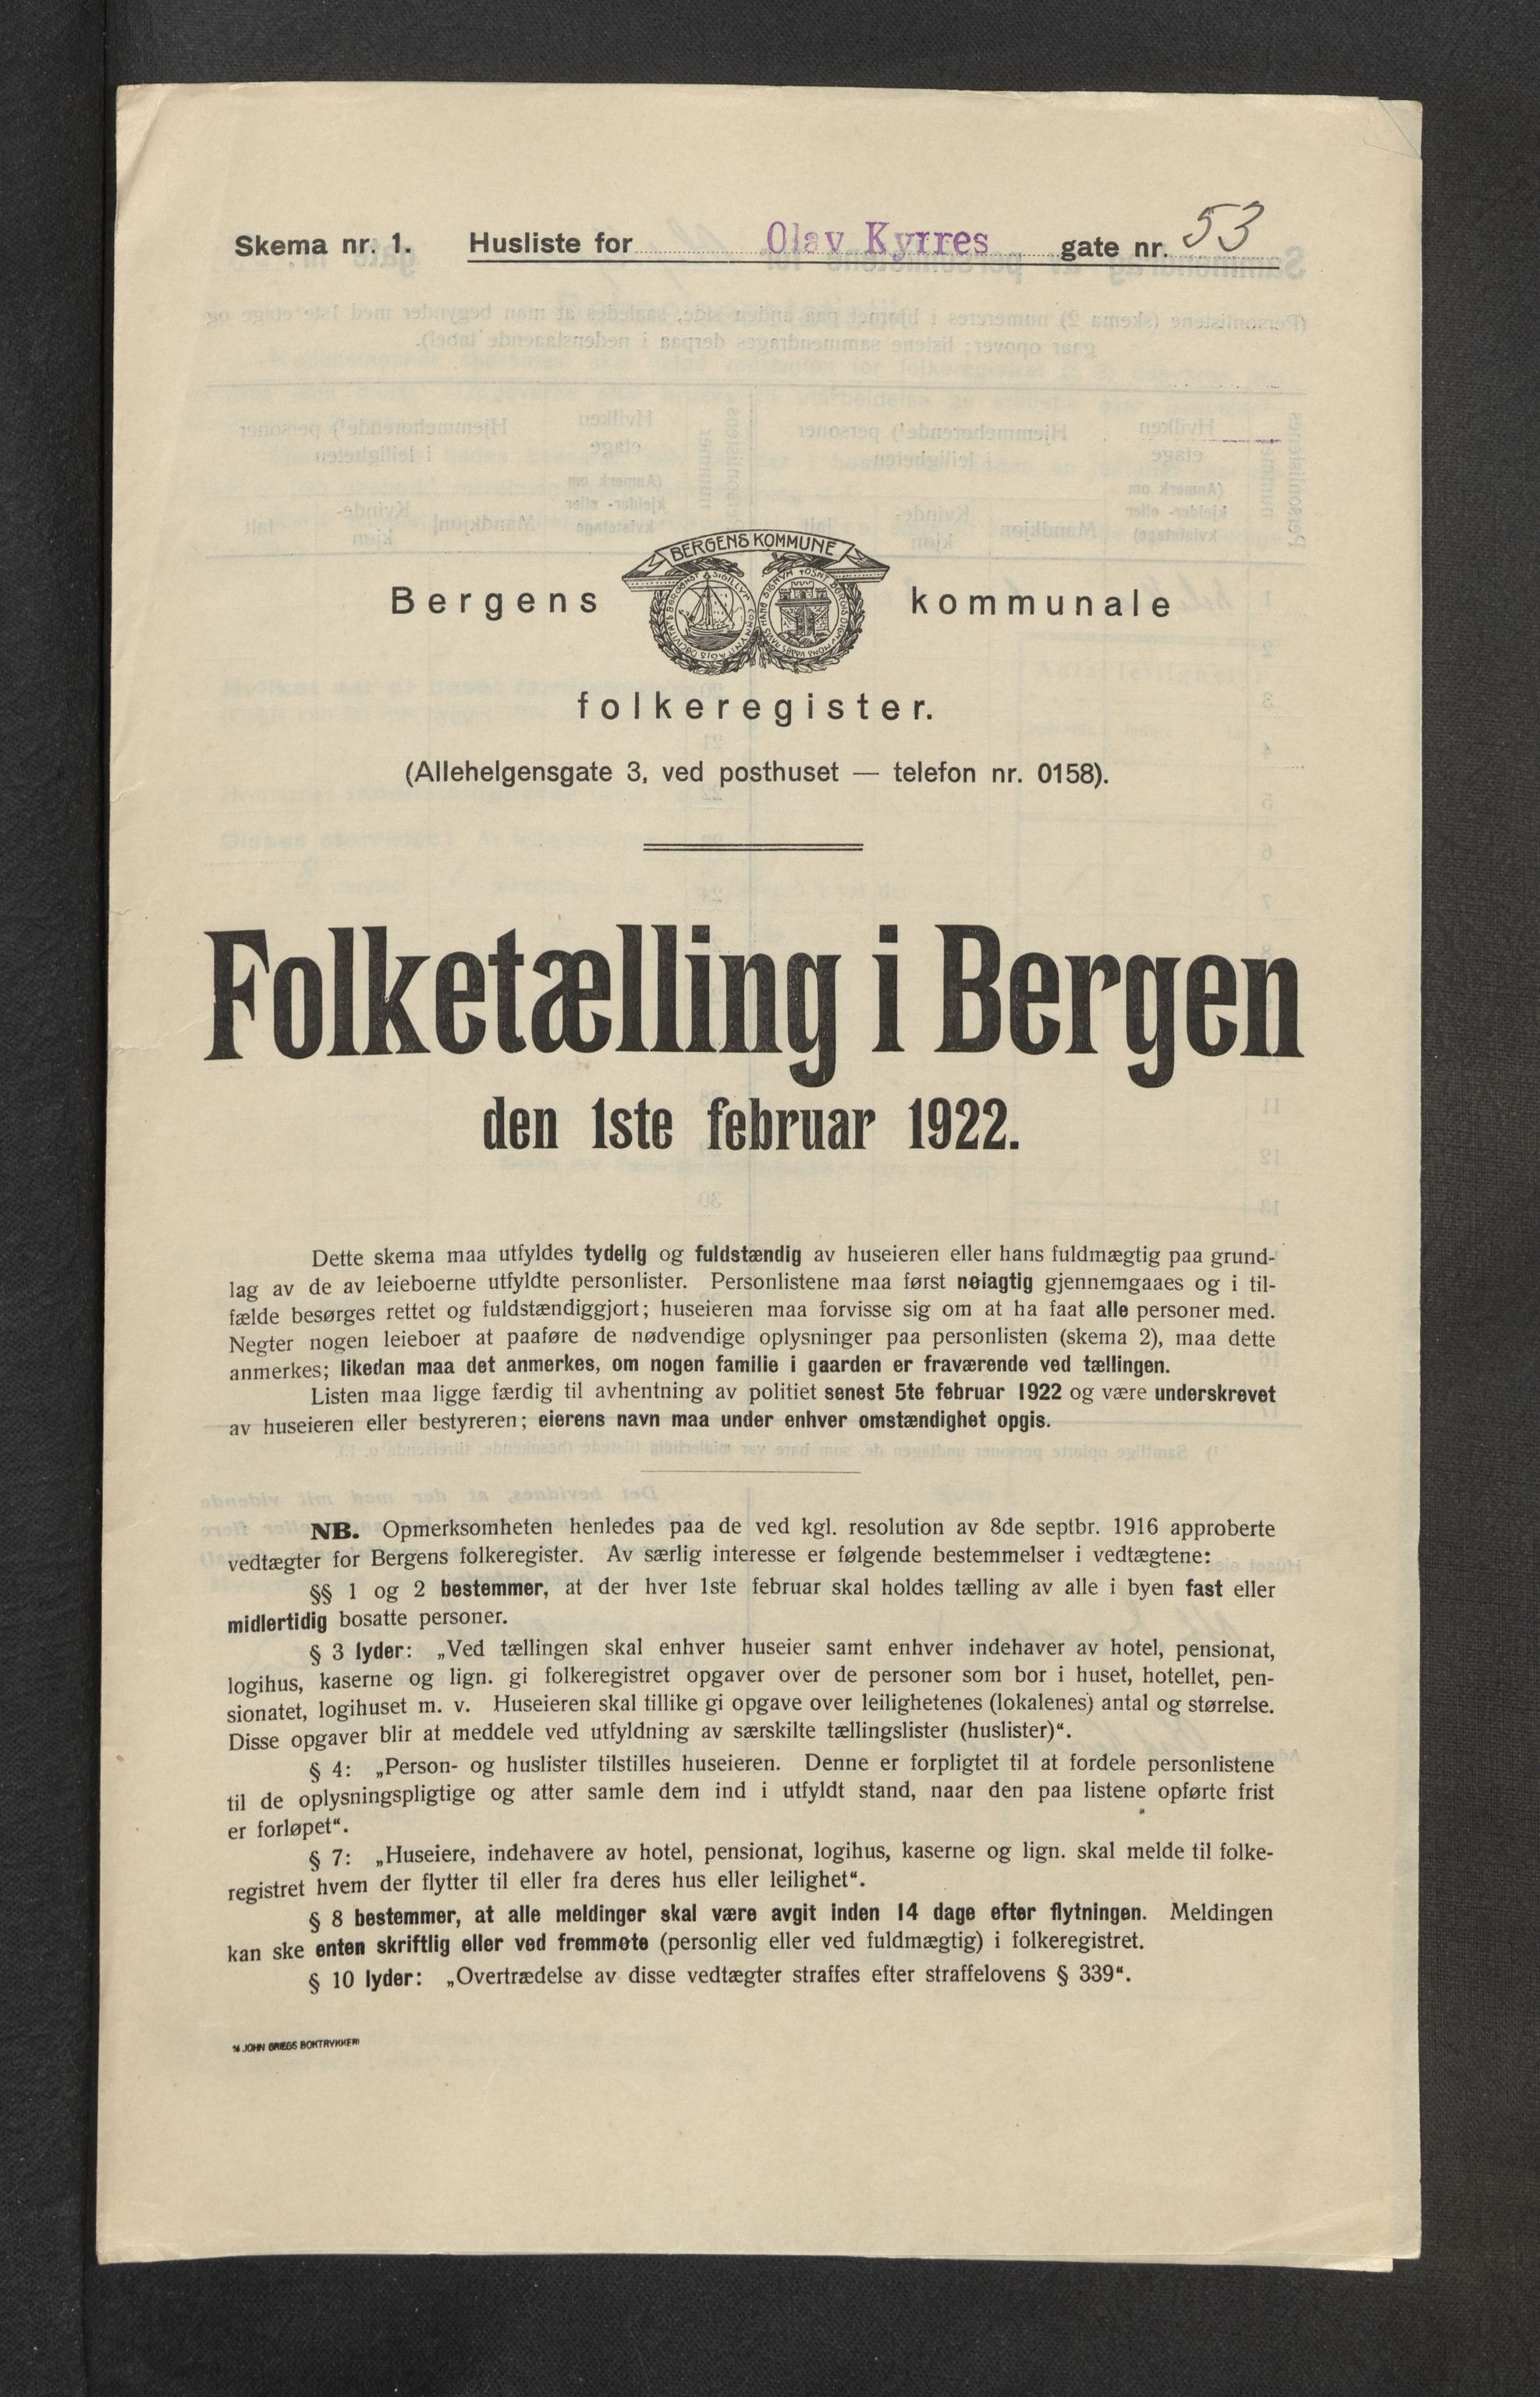 Skema nr. 1. Husliste for Olav Kyrres gate nr. 53
BERGENS KOMMUNE
Bergens kommunale
folkeregister.
(Allehelgensgate 3, ved posthuset — telefon nr. 0158).
Folketælling i Bergen
den 1ste februar 1922.
Dette skema maa utfyldes tydelig og fuldstændig av huseieren eller hans fuldmægtig paa grund-
lag av de av leieboerne utfyldte personlister. Personlistene maa først nøiagtig gjennemgaaes og i til-
fælde besørges rettet og fuldstændiggjort; huseieren maa forvisse sig om at ha faat alle personer med.
Negter nogen leieboer at paaføre de nødvendige oplysninger paa personlisten (skema 2), maa dette
anmerkes; likedan maa det anmerkes, om nogen familie i gaarden er fraværende ved tællingen.
Listen maa ligge færdig til avhentning av politiet senest 5te februar 1922 og være underskrevet
av huseieren eller bestyreren; eierens navn maa under enhver omstændighet opgis.
NB. Opmerksomheten henledes paa de ved kgl. resolution av 8de septbr. 1916 approberte
vedtægter for Bergens folkeregister. Av særlig interesse er følgende bestemmelser i vedtægtene:
§§ 1 og 2 bestemmer, at der hver 1ste februar skal holdes tælling av alle i byen fast eller
midlertidig bosatte personer.
§ 3 lyder: „Ved tællingen skal enhver huseier samt enhver indehaver av hotel, pensionat,
logihus, kaserne og lign. gi folkeregistret opgaver over de personer som bor i huset, hotellet, pen-
sionatet, logihuset m. v. Huseieren skal tillike gi opgave over leilighetenes (lokalenes) antal og størrelse.
Disse opgaver blir at meddele ved utfyldning av særskilte tællingslister (huslister)“.
§ 4: „Person- og huslister tilstilles huseieren. Denne er forpligtet til at fordele personlistene
til de oplysningspligtige og atter samle dem ind i utfyldt stand, naar den paa listene opførte frist
er forløpet“.
§ 7: „Huseiere, indehavere av hotel, pensionat, logihus, kaserne og lign. skal melde til folke-
registret hvem der flytter til eller fra deres hus eller leilighet“.
§ 8 bestemmer, at alle meldinger skal være avgit inden 14 dage efter flytningen. Meldingen
kan ske enten skriftlig eller ved fremmøte (personlig eller ved fuldmægtig) i folkeregistret.
§ 10 lyder: „Overtrædelse av disse vedtægter straffes efter straffelovens § 339“.
JOHN GRIEGS BOKTRYKKERI